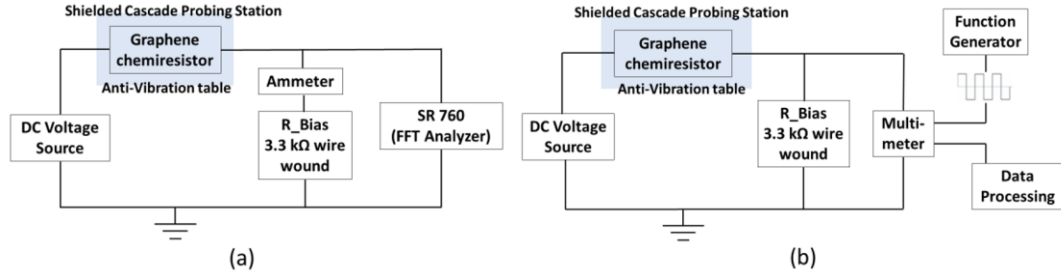 Shielded Cascade Probing Station
Graphene
chemiresistor
Anti-Vibration table
Ammeter
DC Voltage
Source
R_Bias
3.3 kΩ wire
wound
SR 760
(FFT Analyzer)
(a)
Shielded Cascade Probing Station
Graphene
chemiresistor
Anti-Vibration table
Function
Generator
DC Voltage
Source
R_Bias
3.3 kΩ wire
wound
Multi-
meter
Data
Processing
(b)